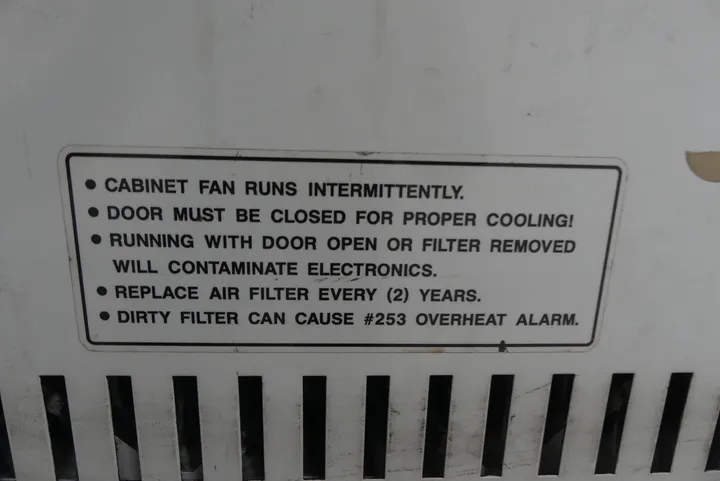 • CABINET FAN RUNS INTERMITTENTLY.
• DOOR MUST BE CLOSED FOR PROPER COOLING!
• RUNNING WITH DOOR OPEN OR FILTER REMOVED
WILL CONTAMINATE ELECTRONICS.
• REPLACE AIR FILTER EVERY (2) YEARS.
• DIRTY FILTER CAN CAUSE #253 OVERHEAT ALARM.